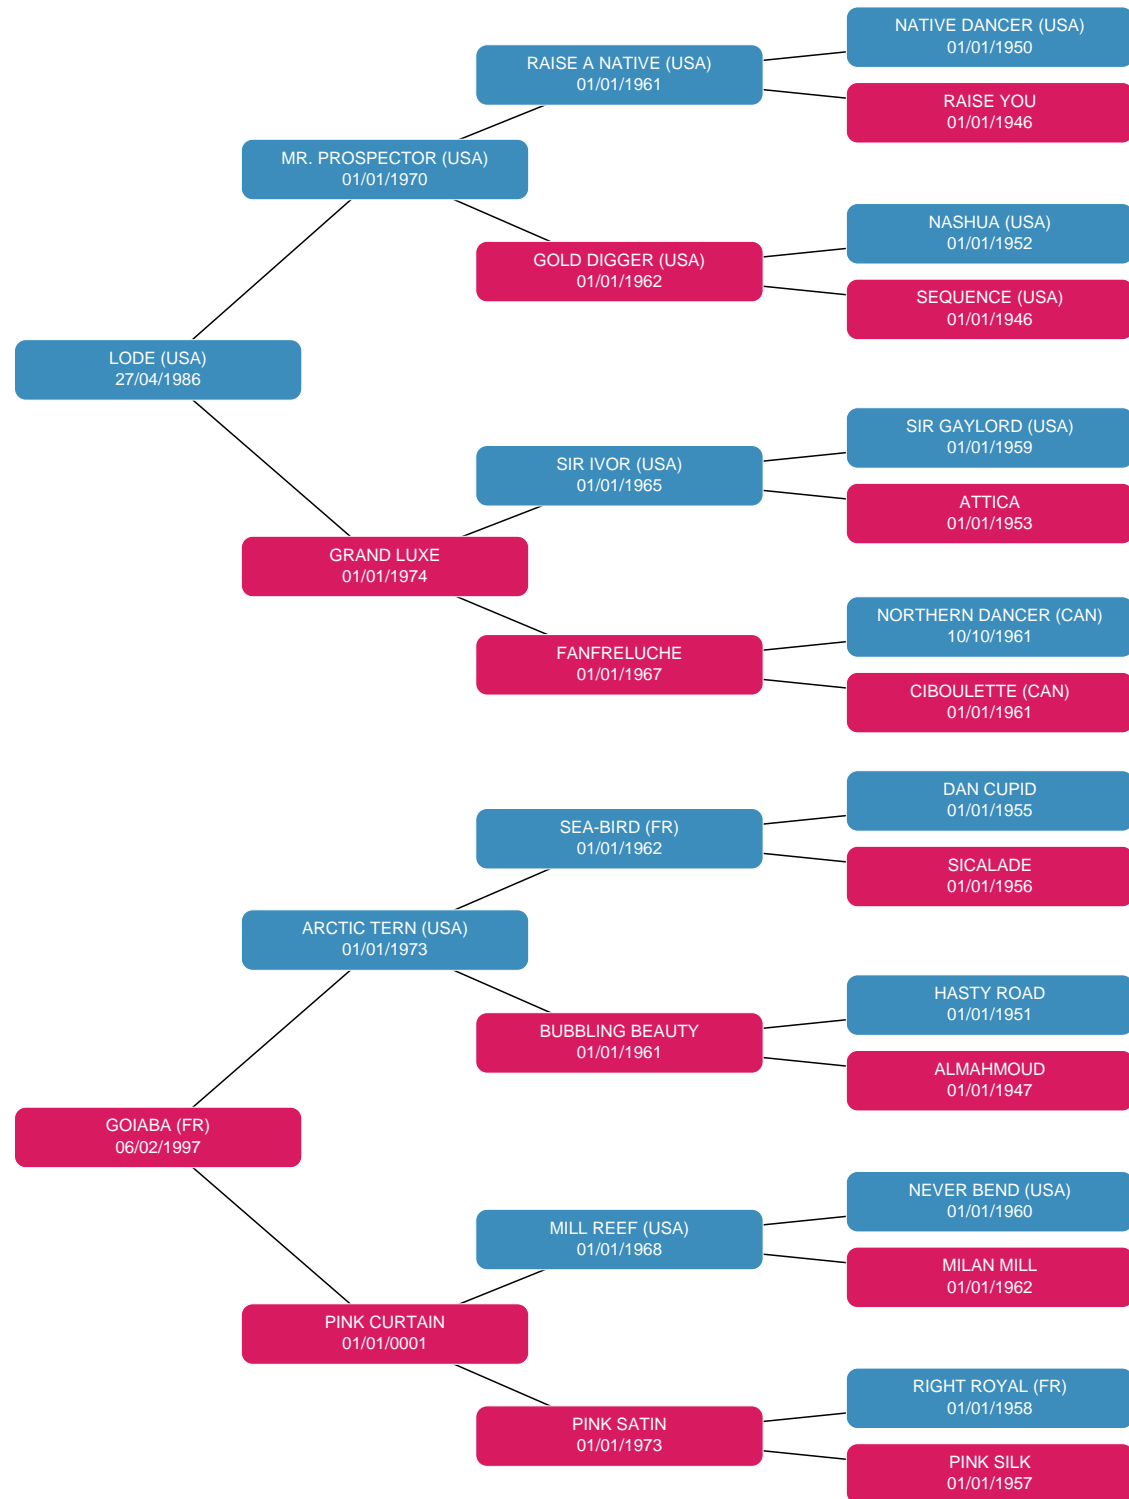 NATIVE DANCER (USA)
01/01/1950
RAISE A NATIVE (USA)
01/01/1961
RAISE YOU
01/01/1946
MR. PROSPECTOR (USA)
01/01/1970
NASHUA (USA)
01/01/1952
GOLD DIGGER (USA)
01/01/1962
SEQUENCE (USA)
01/01/1946
LODE (USA)
27/04/1986
SIR GAYLORD (USA)
01/01/1959
SIR IVOR (USA)
01/01/1965
ATTICA
01/01/1953
GRAND LUXE
01/01/1974
NORTHERN DANCER (CAN)
10/10/1961
FANFRELUCHE
01/01/1967
CIBOULETTE (CAN)
01/01/1961
DAN CUPID
01/01/1955
SEA-BIRD (FR)
01/01/1962
SICALADE
01/01/1956
ARCTIC TERN (USA)
01/01/1973
HASTY ROAD
01/01/1951
BUBBLING BEAUTY
01/01/1961
ALMAHMOUD
01/01/1947
GOIABA (FR)
06/02/1997
NEVER BEND (USA)
01/01/1960
MILL REEF (USA)
01/01/1968
MILAN MILL
01/01/1962
PINK CURTAIN
01/01/0001
RIGHT ROYAL (FR)
01/01/1958
PINK SATIN
01/01/1973
PINK SILK
01/01/1957